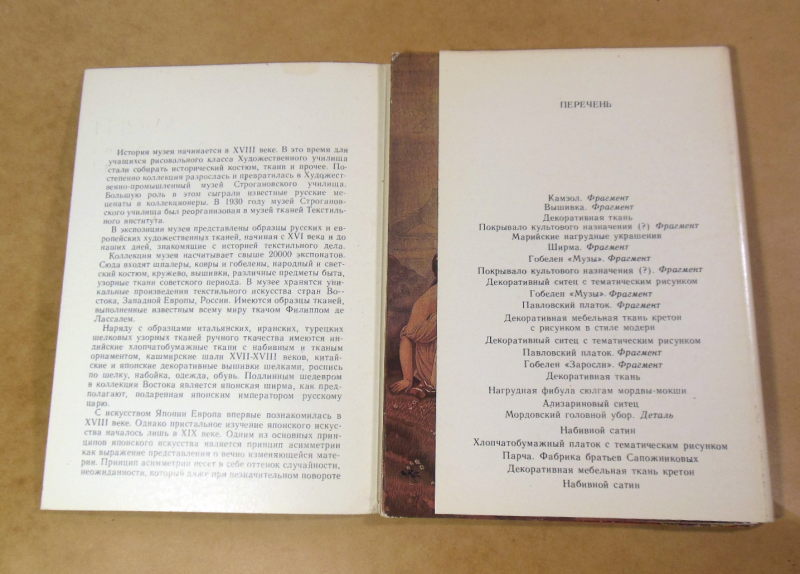 История музея начинается в XVIII веке. В это время для
учащихся рисовального класса Художественного училища
стали собирать исторический костюм, ткани и прочее. По-
степенно коллекция разрослась и превратилась в Художест-
венно-промышленный музей Строгановского училища.
Большую роль в этом сыграли известные русские ме-
ценаты и коллекционеры. В 1930 году музей Строганов-
ского училища был реорганизован в музей тканей Текстиль-
ного института.
В экспозиции музея представлены образцы русских и ев-
ропейских художественных тканей, начиная с XVI века и до
наших дней, знакомящие с историей текстильного дела.
Коллекция музея насчитывает свыше 20000 экспонатов.
Сюда входят шпалеры, ковры и гобелены, народный и свет-
ский костюм, кружево, вышивки, различные предметы быта,
узорные ткани советского периода. В музее хранятся уни-
кальные произведения текстильного искусства стран Во-
стока, Западной Европы, России. Имеются образцы тканей,
выполненные известным всему миру ткачом Филиппом де
Лассалем.
Наряду с образцами итальянских, иранских, турецких
шелковых узорных тканей ручного ткачества имеются ин-
дийские хлопчатобумажные ткани с набивным и тканым
орнаментом, кашмирские шали XVII-XVIII веков, китай-
ские и японские декоративные вышивки шелками, роспись
по шелку, набойка, одежда, обувь. Подлинным шедевром
в коллекции Востока является японская ширма, как пред-
полагают, подаренная японским императором русскому
царю.
С искусством Японии Европа впервые познакомилась в
XVIII веке. Однако пристальное изучение японского искус-
ства началось лишь в XIX веке. Одним из основных прин-
ципов японского искусства является принцип асимметрии
как выражение представления о вечно изменяющейся мате-
рии. Принцип асимметрии несет в себе оттенок случайности,
неожиданности, который даже при незначительном повороте
ПЕРЕЧЕНЬ
Камзол. Фрагмент
Вышивка. Фрагмент
Декоративная ткань
Покрывало культового назначения (?) Фрагмент
Марийские нагрудные украшения
Ширма. Фрагмент
Гобелен «Музы». Фрагмент
Покрывало культового назначения (?). Фрагмент
Декоративный ситец с тематическим рисунком
Гобелен «Музы». Фрагмент
Павловский платок. Фрагмент
Декоративная мебельная ткань кретон
с рисунком в стиле модерн
Декоративный ситец с тематическим рисунком
Павловский платок. Фрагмент
Гобелен «Заросли». Фрагмент
Декоративная ткань
Нагрудная фибула сюлгам мордвы-мокши
Ализариновый ситец
Мордовский головной убор. Деталь
Набивной сатин
Хлопчатобумажный платок с тематическим рисунком
Парча. Фабрика братьев Сапожниковых
Декоративная мебельная ткань кретон
Набивной сатин